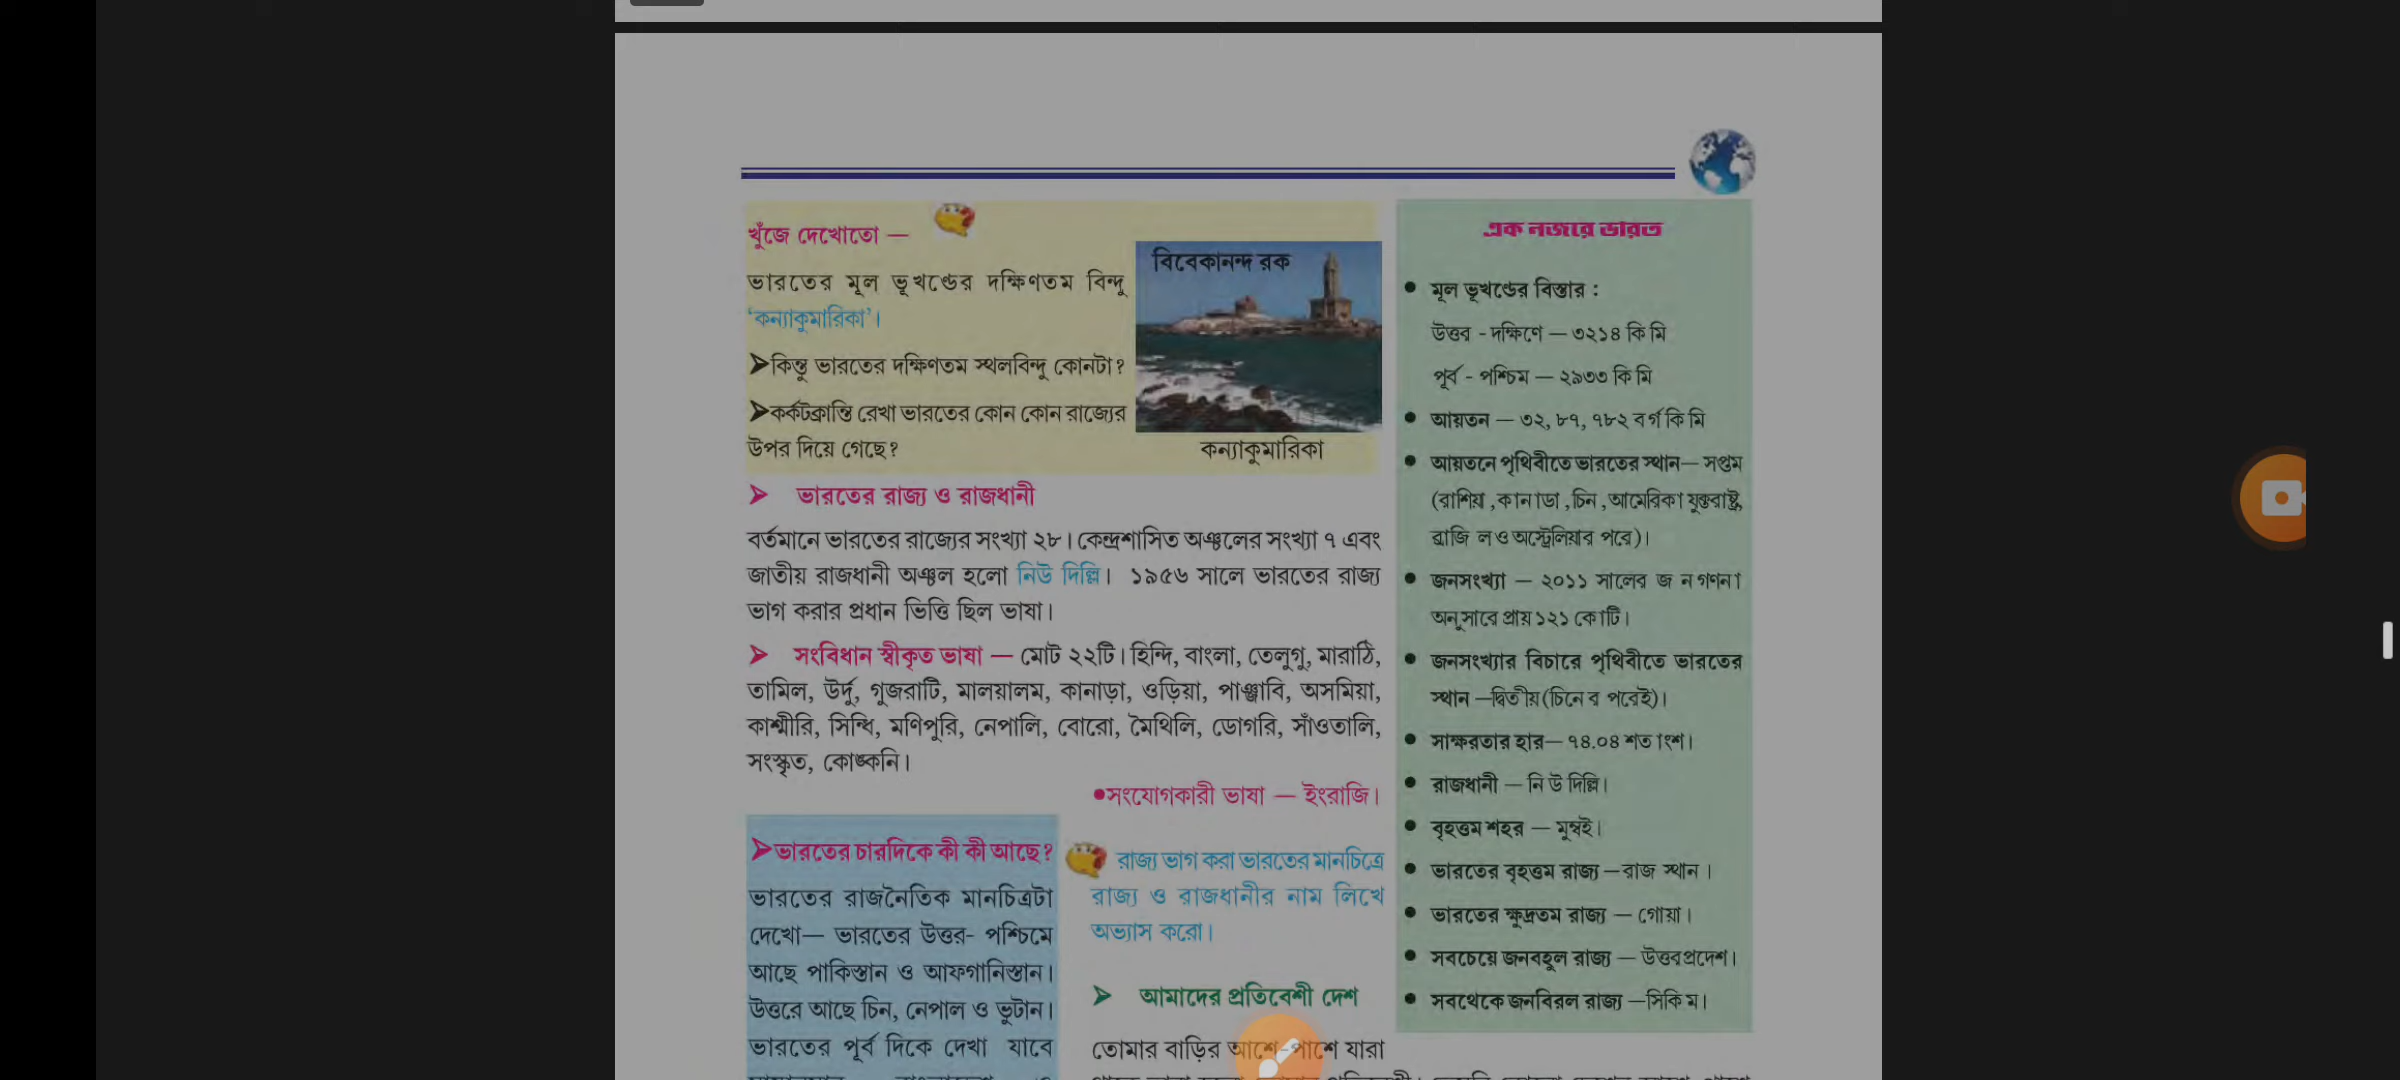 খুঁজে দেখোতো —
ভারতের মূল ভূখণ্ডের দক্ষিণতম বিন্দু
‘কন্যাকুমারিকা’।
➤কিন্তু ভারতের দক্ষিণতম স্থলবিন্দু কোনটা?
➤কর্কটক্রান্তি রেখা ভারতের কোন কোন রাজ্যের
উপর দিয়ে গেছে?
বিবেকানন্দ রক
কন্যাকুমারিকা
➤ ভারতের রাজ্য ও রাজধানী
বর্তমানে ভারতের রাজ্যের সংখ্যা ২৮। কেন্দ্রশাসিত অঞ্চলের সংখ্যা ৭ এবং
জাতীয় রাজধানী অঞ্চল হলো নিউ দিল্লি। ১৯৫৬ সালে ভারতের রাজ্য
ভাগ করার প্রধান ভিত্তি ছিল ভাষা।
➤ সংবিধান স্বীকৃত ভাষা — মোট ২২টি। হিন্দি, বাংলা, তেলুগু, মারাঠি,
তামিল, উর্দু, গুজরাটি, মালয়ালম, কানাড়া, ওড়িয়া, পাঞ্জাবি, অসমিয়া,
কাশ্মীরি, সিন্ধি, মণিপুরি, নেপালি, বোরো, মৈথিলি, ডোগরি, সাঁওতালি,
সংস্কৃত, কোঙ্কনি।
●সংযোগকারী ভাষা — ইংরাজি।
➤ভারতের চারদিকে কী কী আছে?
ভারতের রাজনৈতিক মানচিত্রটা
দেখো— ভারতের উত্তর- পশ্চিমে
আছে পাকিস্তান ও আফগানিস্তান।
উত্তরে আছে চিন, নেপাল ও ভুটান।
ভারতের পূর্ব দিকে দেখা যাবে
রাজ্য ভাগ করা ভারতের মানচিত্রে
রাজ্য ও রাজধানীর নাম লিখে
অভ্যাস করো।
➤ আমাদের প্রতিবেশী দেশ
তোমার বাড়ির আশে-পাশে যারা
এক নজরে ভারত
● মূল ভূখণ্ডের বিস্তার :
উত্তর - দক্ষিণে — ৩২১৪ কি মি
পূর্ব - পশ্চিম — ২৯৩৩ কি মি
● আয়তন — ৩২, ৮৭, ৭৮২ বর্গ কি মি
● আয়তনে পৃথিবীতে ভারতের স্থান— সপ্তম
(রাশিয়া ,কানাডা ,চিন ,আমেরিকা যুক্তরাষ্ট্র,
ব্রাজিল ও অস্ট্রেলিয়ার পরে)।
● জনসংখ্যা — ২০১১ সালের জনগণনা
অনুসারে প্রায় ১২১ কোটি।
● জনসংখ্যার বিচারে পৃথিবীতে ভারতের
স্থান —দ্বিতীয় (চিনের পরেই)।
● সাক্ষরতার হার— ৭৪.০৪ শতাংশ।
● রাজধানী — নিউ দিল্লি।
● বৃহত্তম শহর — মুম্বই।
● ভারতের বৃহত্তম রাজ্য —রাজস্থান।
● ভারতের ক্ষুদ্রতম রাজ্য — গোয়া।
● সবচেয়ে জনবহুল রাজ্য — উত্তরপ্রদেশ।
● সবথেকে জনবিরল রাজ্য —সিকিম।